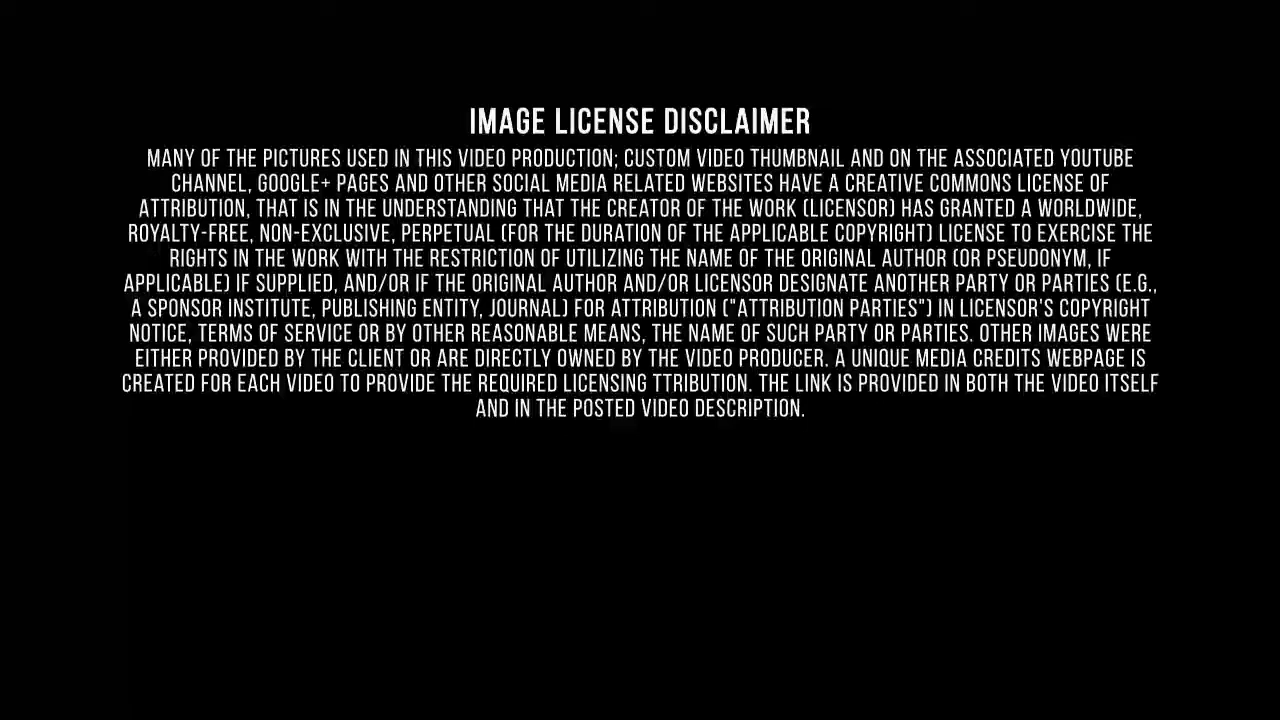 IMAGE LICENSE DISCLAIMER
MANY OF THE PICTURES USED IN THIS VIDEO PRODUCTION; CUSTOM VIDEO THUMBNAIL AND ON THE ASSOCIATED YOUTUBE
CHANNEL, GOOGLE+ PAGES AND OTHER SOCIAL MEDIA RELATED WEBSITES HAVE A CREATIVE COMMONS LICENSE OF
ATTRIBUTION, THAT IS IN THE UNDERSTANDING THAT THE CREATOR OF THE WORK (LICENSOR) HAS GRANTED A WORLDWIDE,
ROYALTY-FREE, NON-EXCLUSIVE, PERPETUAL (FOR THE DURATION OF THE APPLICABLE COPYRIGHT) LICENSE TO EXERCISE THE
RIGHTS IN THE WORK WITH THE RESTRICTION OF UTILIZING THE NAME OF THE ORIGINAL AUTHOR (OR PSEUDONYM, IF
APPLICABLE) IF SUPPLIED, AND/OR IF THE ORIGINAL AUTHOR AND/OR LICENSOR DESIGNATE ANOTHER PARTY OR PARTIES (E.G.,
A SPONSOR INSTITUTE, PUBLISHING ENTITY, JOURNAL) FOR ATTRIBUTION ("ATTRIBUTION PARTIES") IN LICENSOR'S COPYRIGHT
NOTICE, TERMS OF SERVICE OR BY OTHER REASONABLE MEANS, THE NAME OF SUCH PARTY OR PARTIES. OTHER IMAGES WERE
EITHER PROVIDED BY THE CLIENT OR ARE DIRECTLY OWNED BY THE VIDEO PRODUCER. A UNIQUE MEDIA CREDITS WEBPAGE IS
CREATED FOR EACH VIDEO TO PROVIDE THE REQUIRED LICENSING TTRIBUTION. THE LINK IS PROVIDED IN BOTH THE VIDEO ITSELF
AND IN THE POSTED VIDEO DESCRIPTION.